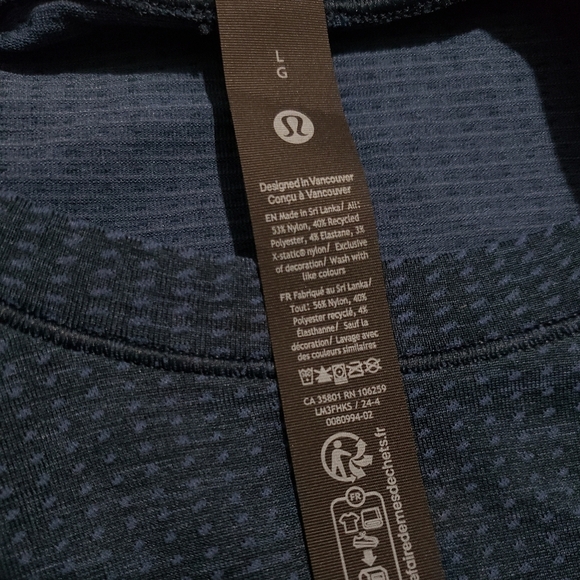 L
G
Designed in Vancouver
Conçu à Vancouver
EN Made in Sri Lanka/ All:
53% Nylon, 40% Recycled
Polyester, 4% Elastane, 3%
X-static® nylon/ Exclusive
of decoration/ Wash with
like colours
FR Fabriqué au Sri Lanka/
Tout: 56% Nylon, 40%
Polyester recyclé, 4%
Élasthanne/ Sauf la
décoration/ Lavage avec
des couleurs similaires
CA 35801 RN 106259
LM3FHKS / 24-4
0080994-02
FR
efairedemesdechets.fr